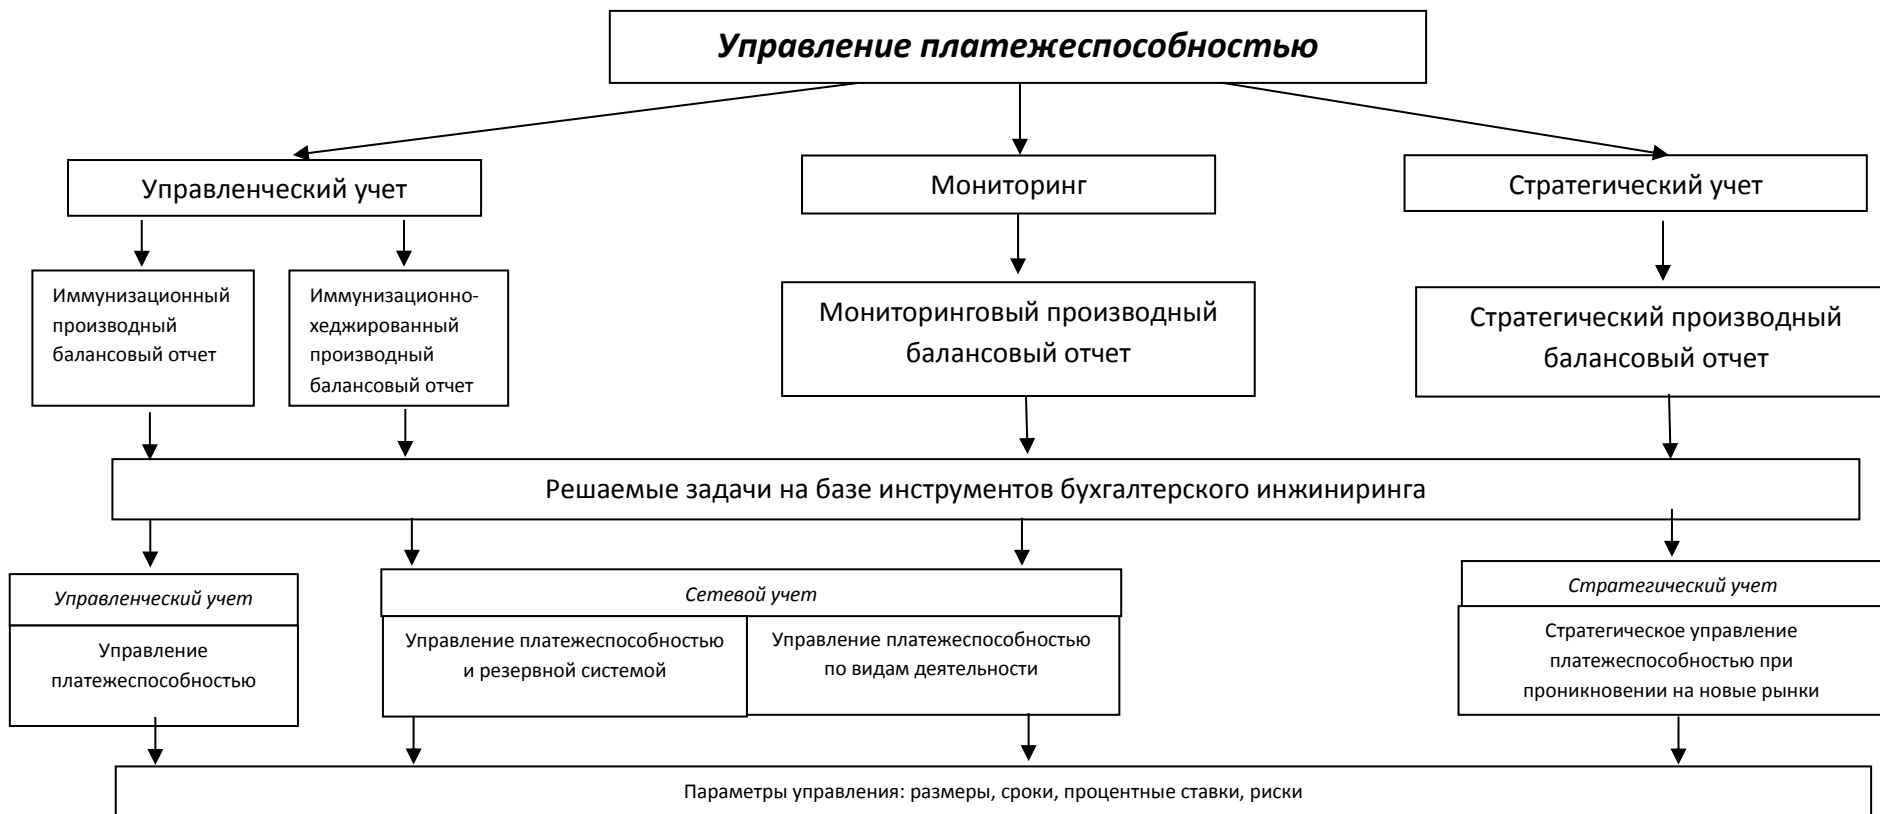 Управление платежеспособностью
Управленческий учет
Мониторинг
Стратегический учет
Иммунизационный
производный
балансовый отчет
Иммунизационно-
хеджированный
производный
балансовый отчет
Мониторинговый производный
балансовый отчет
Стратегический производный
балансовый отчет
Решаемые задачи на базе инструментов бухгалтерского инжиниринга
Управленческий учет
Управление
платежеспособностью
Сетевой учет
Управление платежеспособностью
и резервной системой
Управление платежеспособностью
по видам деятельности
Стратегический учет
Стратегическое управление
платежеспособностью при
проникновении на новые рынки
Параметры управления: размеры, сроки, процентные ставки, риски